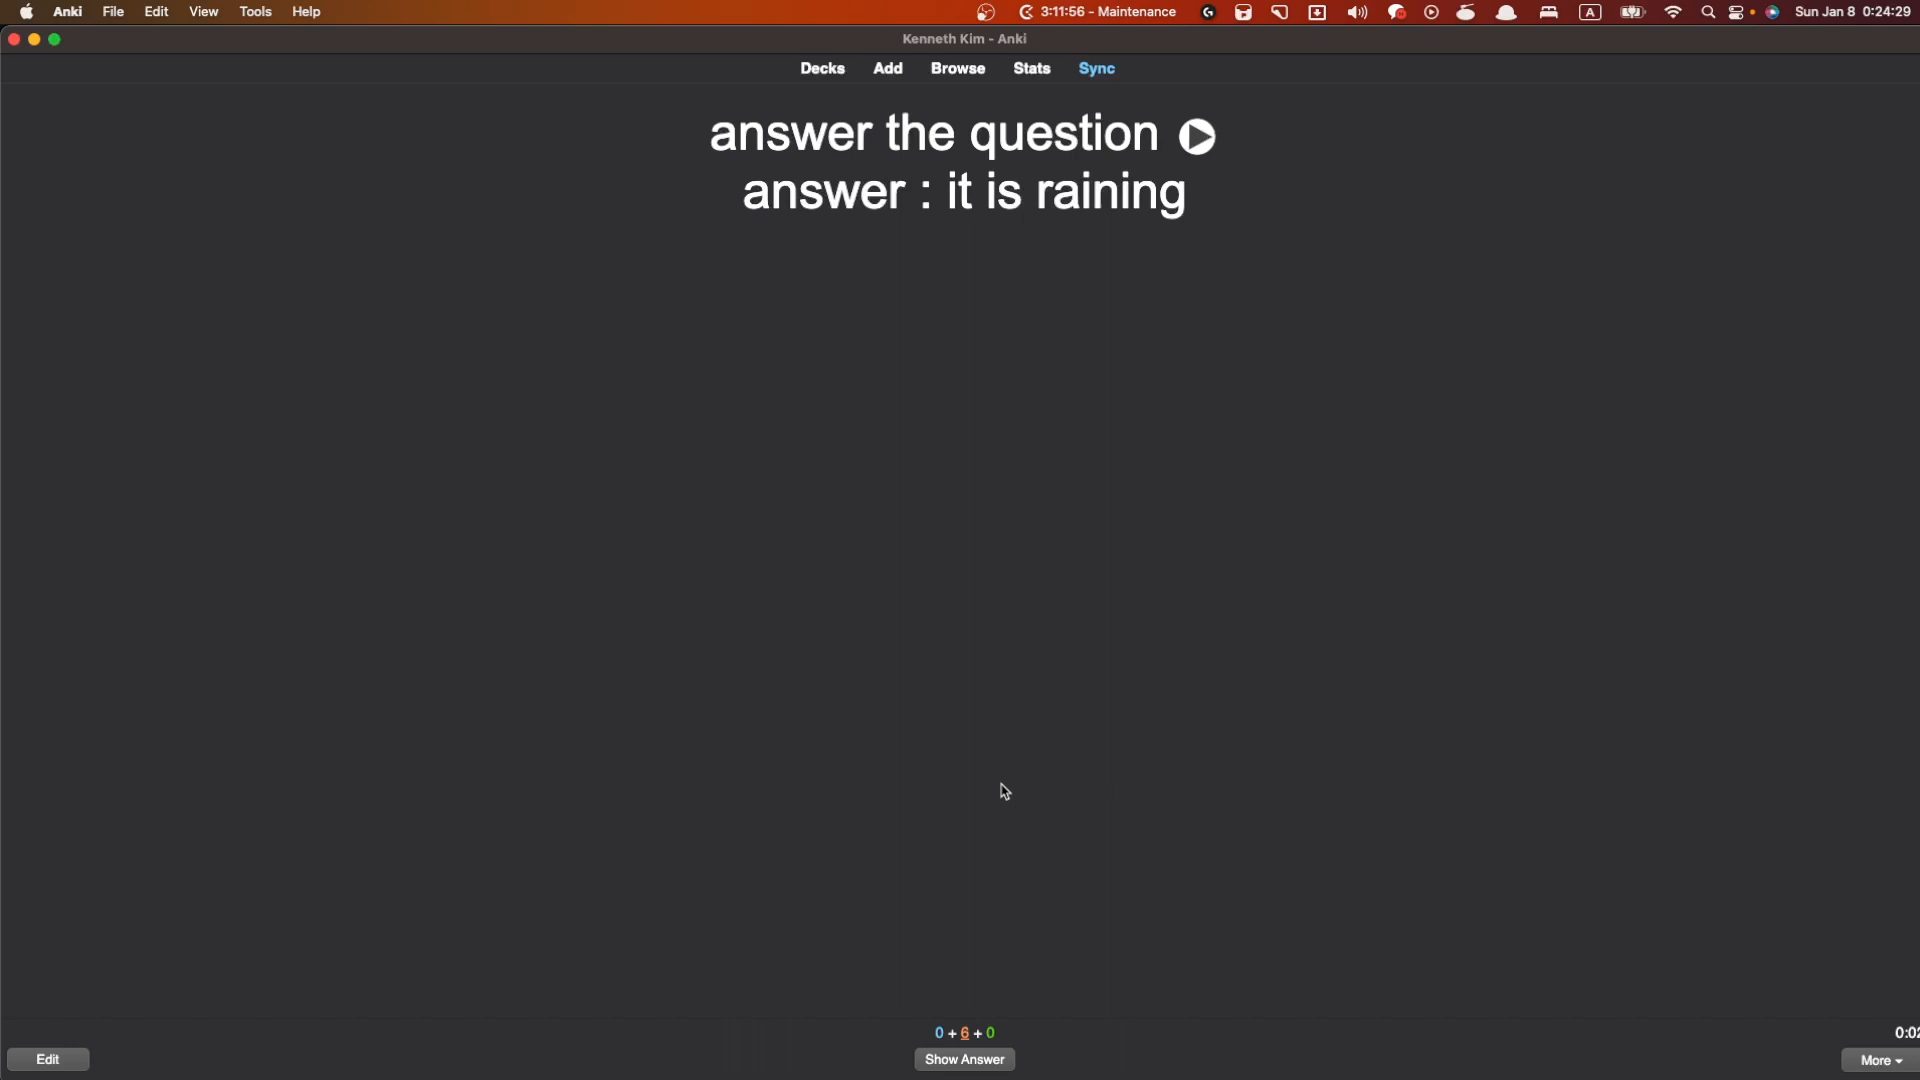 Anki File Edit View Tools Help 3:11:56 - Maintenance A Sun Jan 8 0:24:29
Kenneth Kim - Anki
Decks Add Browse Stats Sync
answer the question
answer : it is raining
0 + 6 + 0
0:02
Edit Show Answer More